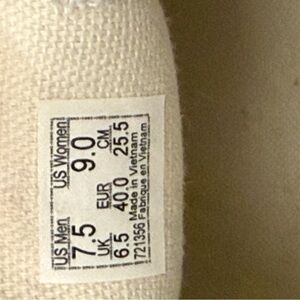 US Men US Women
7.5 9.0
UK EUR CM
6.5 40.0 25.5
Made in Vietnam
721356 Fabriqué en Vietnam